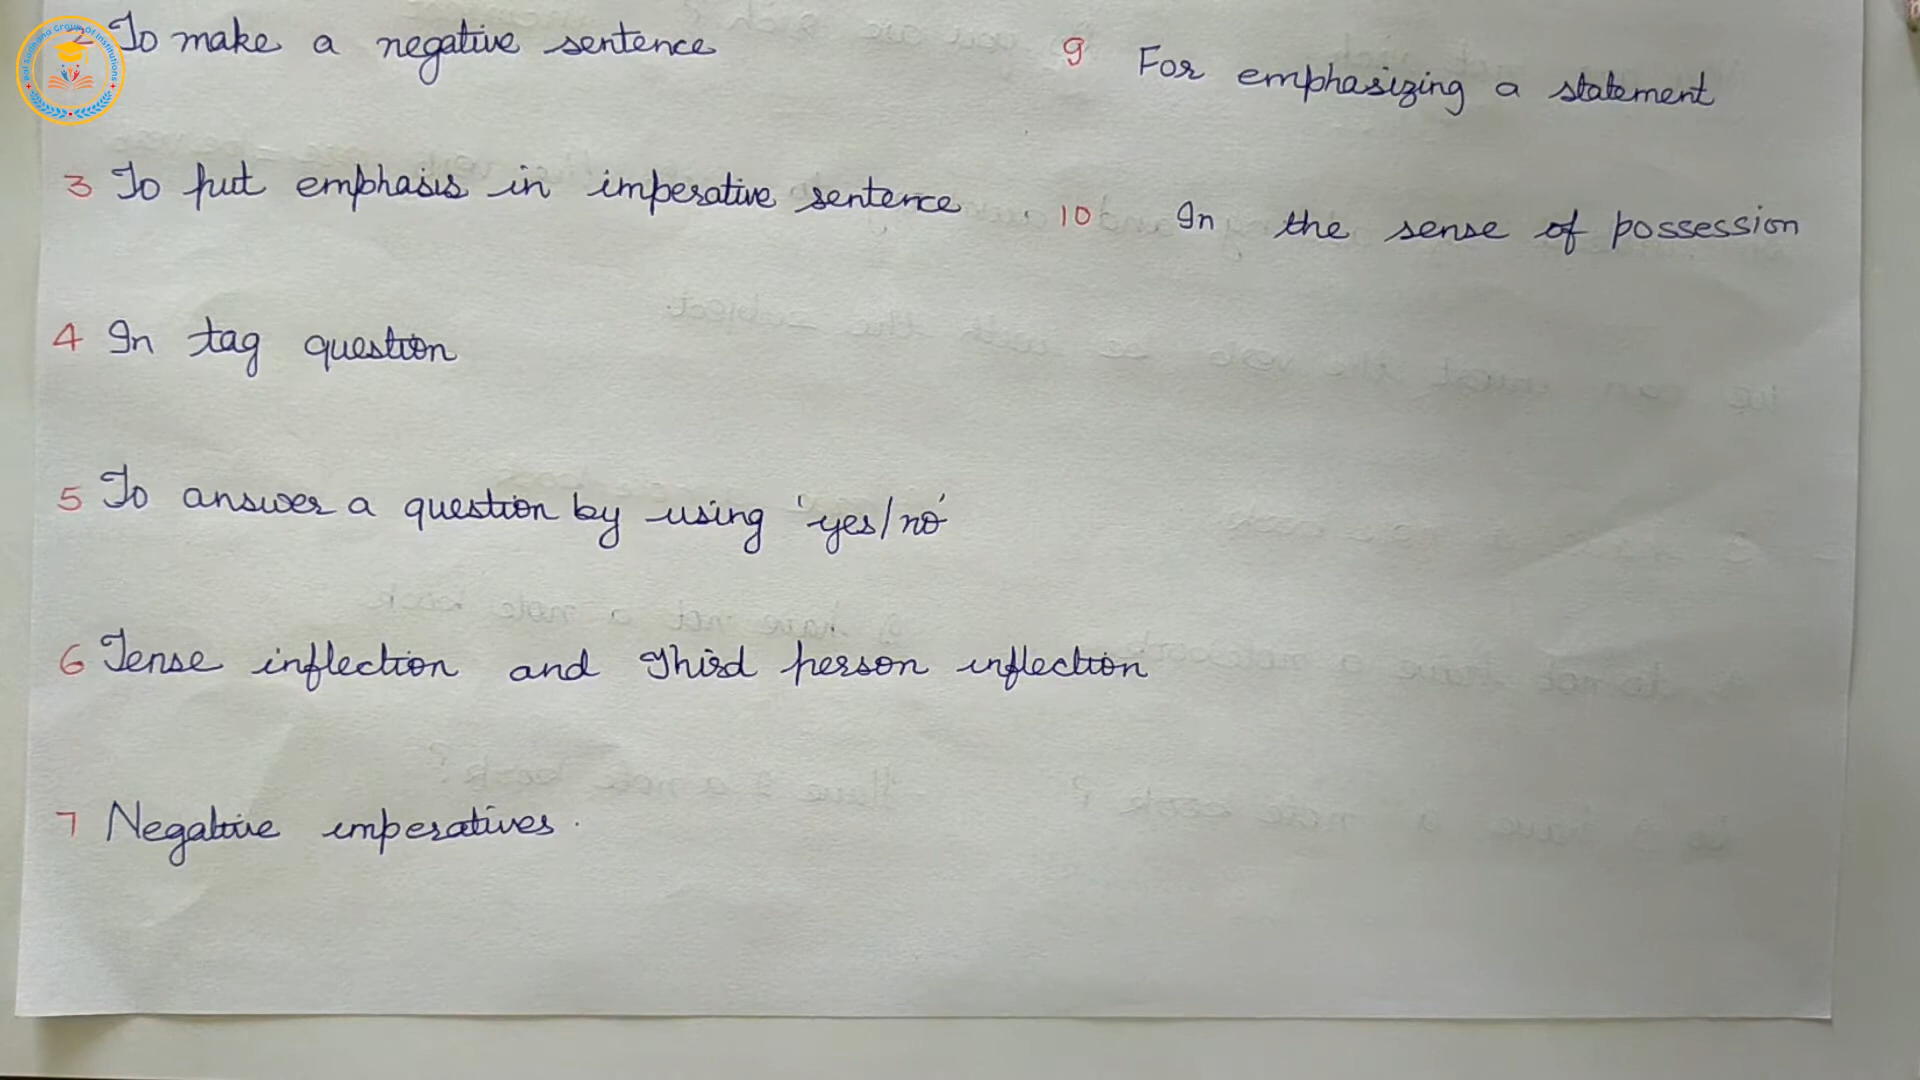 2 To make a negative sentence
3 To put emphasis in imperative sentence
4 In tag question
5 To answer a question by using 'yes/no'
6 Tense inflection and Third person inflection
7 Negative imperatives.
9 For emphasizing a statement
10 In the sense of possession